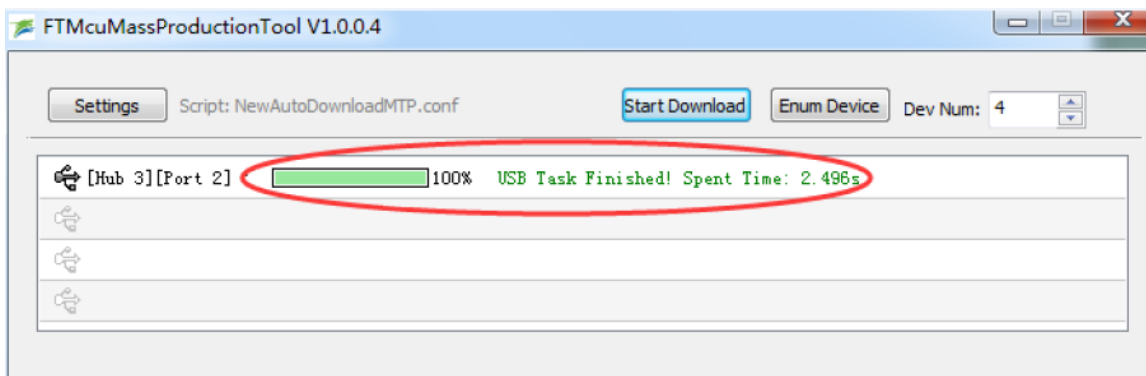 FTMcuMassProductionTool V1.0.0.4
Settings Script: NewAutoDownloadMTP.conf Start Download Enum Device Dev Num: 4
[Hub 3][Port 2] 100% USB Task Finished! Spent Time: 2.496s